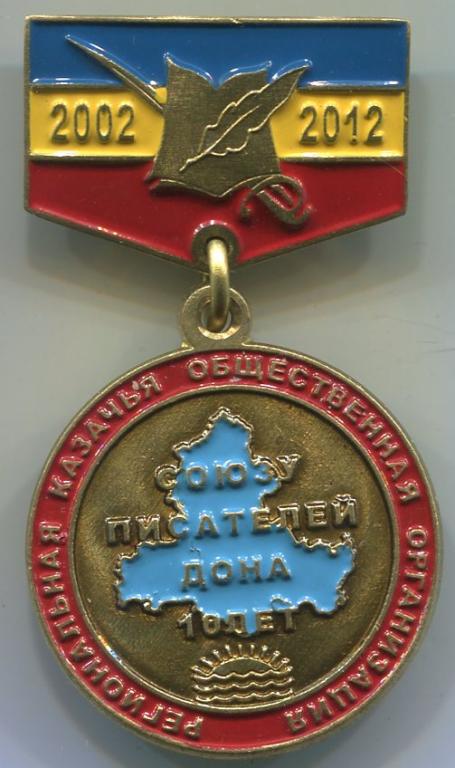 2002 2012
РЕГИОНАЛЬНАЯ КАЗАЧЬЯ ОБЩЕСТВЕННАЯ ОРГАНИЗАЦИЯ
СОЮЗУ
ПИСАТЕЛЕЙ
ДОНА
10 ЛЕТ